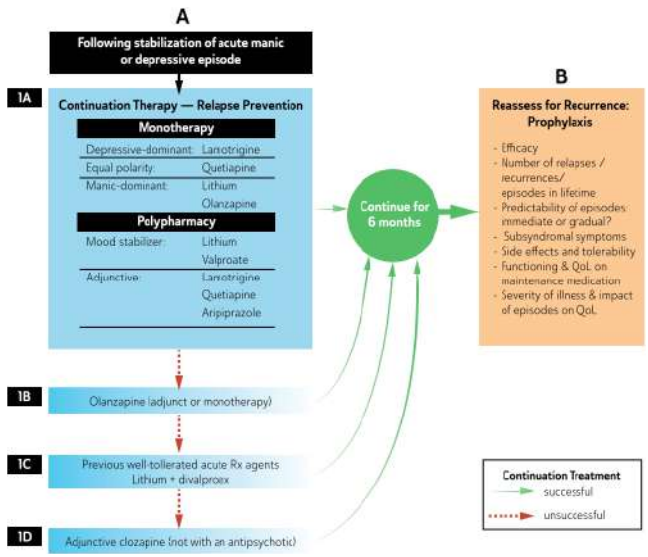 A
Following stabilization of acute manic
or depressive episode
1A
Continuation Therapy — Relapse Prevention
Monotherapy
Depressive-dominant: Lamotrigine
Equal polarity: Quetiapine
Manic-dominant: Lithium
Olanzapine
Polypharmacy
Mood stabilizer: Lithium
Valproate
Adjunctive: Lamotrigine
Quetiapine
Aripiprazole
1B
Olanzapine (adjunct or monotherapy)
1C
Previous well-tollerated acute Rx agents
Lithium + divalproex
1D
Adjunctive clozapine (not with an antipsychotic)
Continue for
6 months
B
Reassess for Recurrence:
Prophylaxis
- Efficacy
- Number of relapses /
recurrences/
episodes in lifetime
- Predictability of episodes:
immediate or gradual?
- Subsyndromal symptoms
- Side effects and tolerability
- Functioning & QoL on
maintenance medication
- Severity of illness & impact
of episodes on QoL
Continuation Treatment
successful
unsuccessful